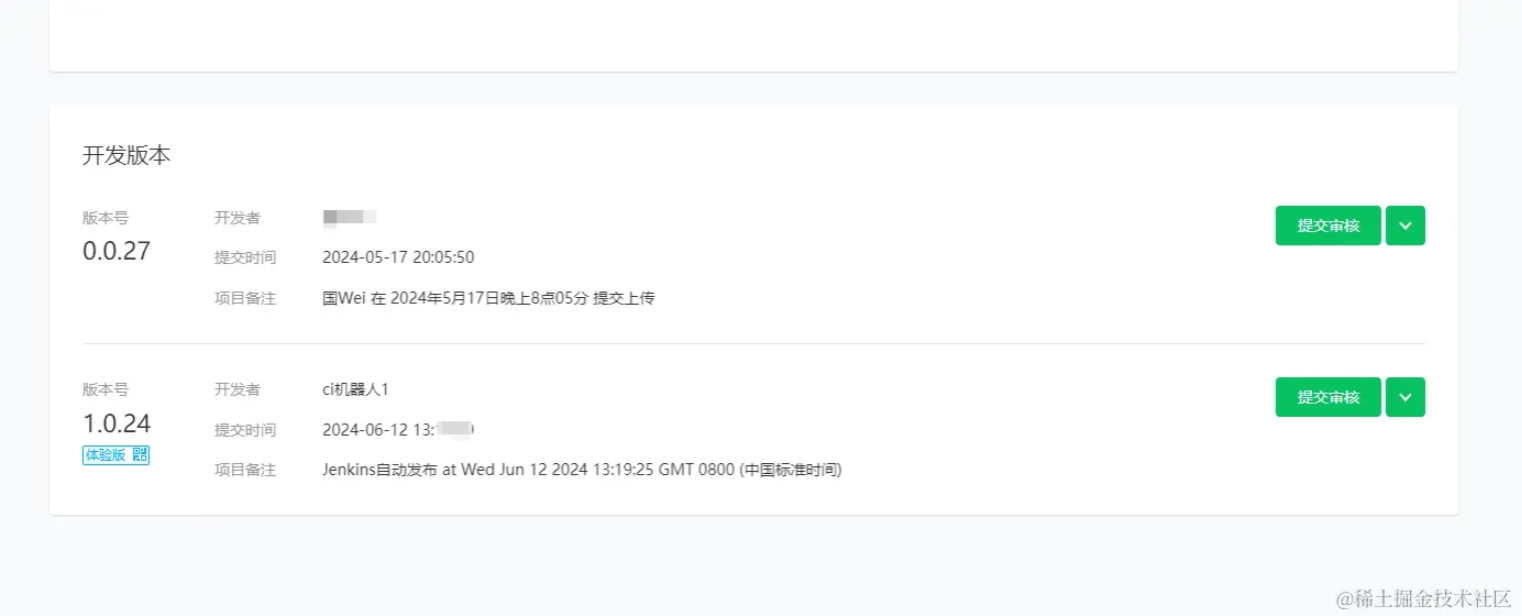 开发版本
版本号
0.0.27
开发者
提交时间 2024-05-17 20:05:50
项目备注 国Wei 在 2024年5月17日晚上8点05分 提交上传
提交审核
版本号
1.0.24
体验版
开发者 ci机器人1
提交时间 2024-06-12 13:
项目备注 Jenkins自动发布 at Wed Jun 12 2024 13:19:25 GMT 0800 (中国标准时间)
提交审核
@稀土掘金技术社区